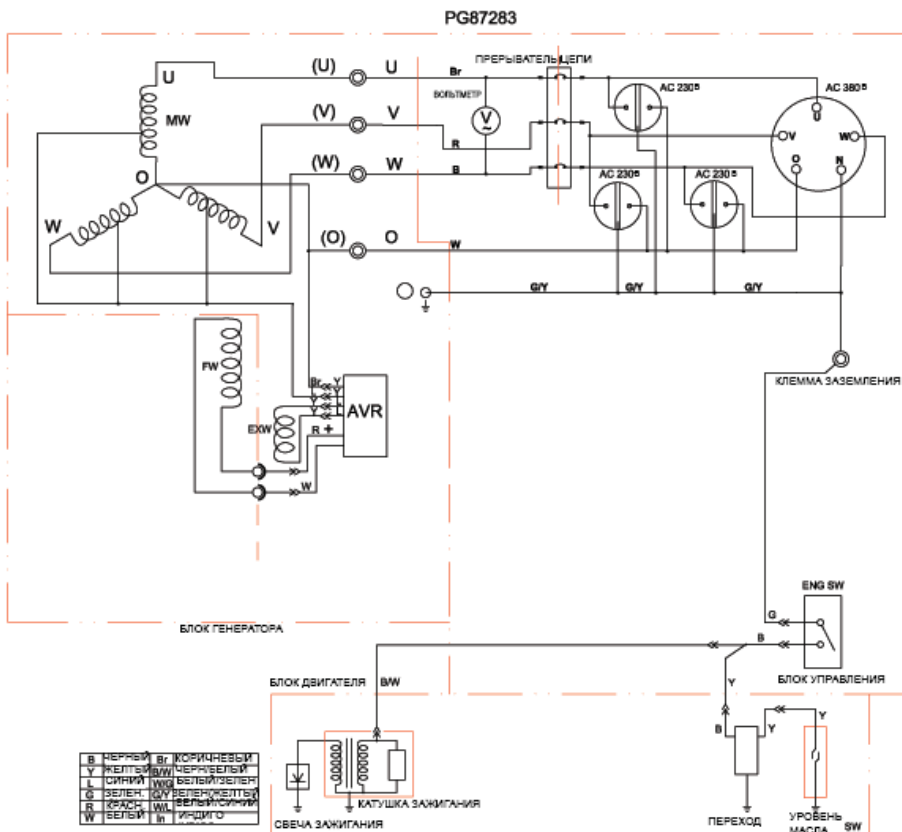 PG87283
U
MW
O
W
V
(U) U
(V) V
(W) W
(O) O
Br
R
B
W
ВОЛЬТМЕТР
V
~
ПРЕРЫВАТЕЛЬ ЦЕПИ
AC 230В
AC 380В
U
V
W
O
N
AC 230В
AC 230В
G/Y
G/Y
G/Y
КЛЕММА ЗАЗЕМЛЕНИЯ
FW
EXW
Br
Y
Y
Y
Y
L
R +
W
AVR
БЛОК ГЕНЕРАТОРА
ENG SW
G
B
БЛОК УПРАВЛЕНИЯ
БЛОК ДВИГАТЕЛЯ
B/W
Y
B
Y
Y
КАТУШКА ЗАЖИГАНИЯ
СВЕЧА ЗАЖИГАНИЯ
ПЕРЕХОД
УРОВЕНЬ
МАСЛА
SW
B ЧЕРНЫЙ Br КОРИЧНЕВЫЙ
Y ЖЕЛТЫЙ B/W ЧЕРН/БЕЛЫЙ
L СИНИЙ W/G БЕЛЫЙ/ЗЕЛЕН
G ЗЕЛЕН. G/Y ЗЕЛЕН/ЖЕЛТЫЙ
R КРАСН. W/L БЕЛЫЙ/СИНИЙ
W БЕЛЫЙ In ИНДИГО